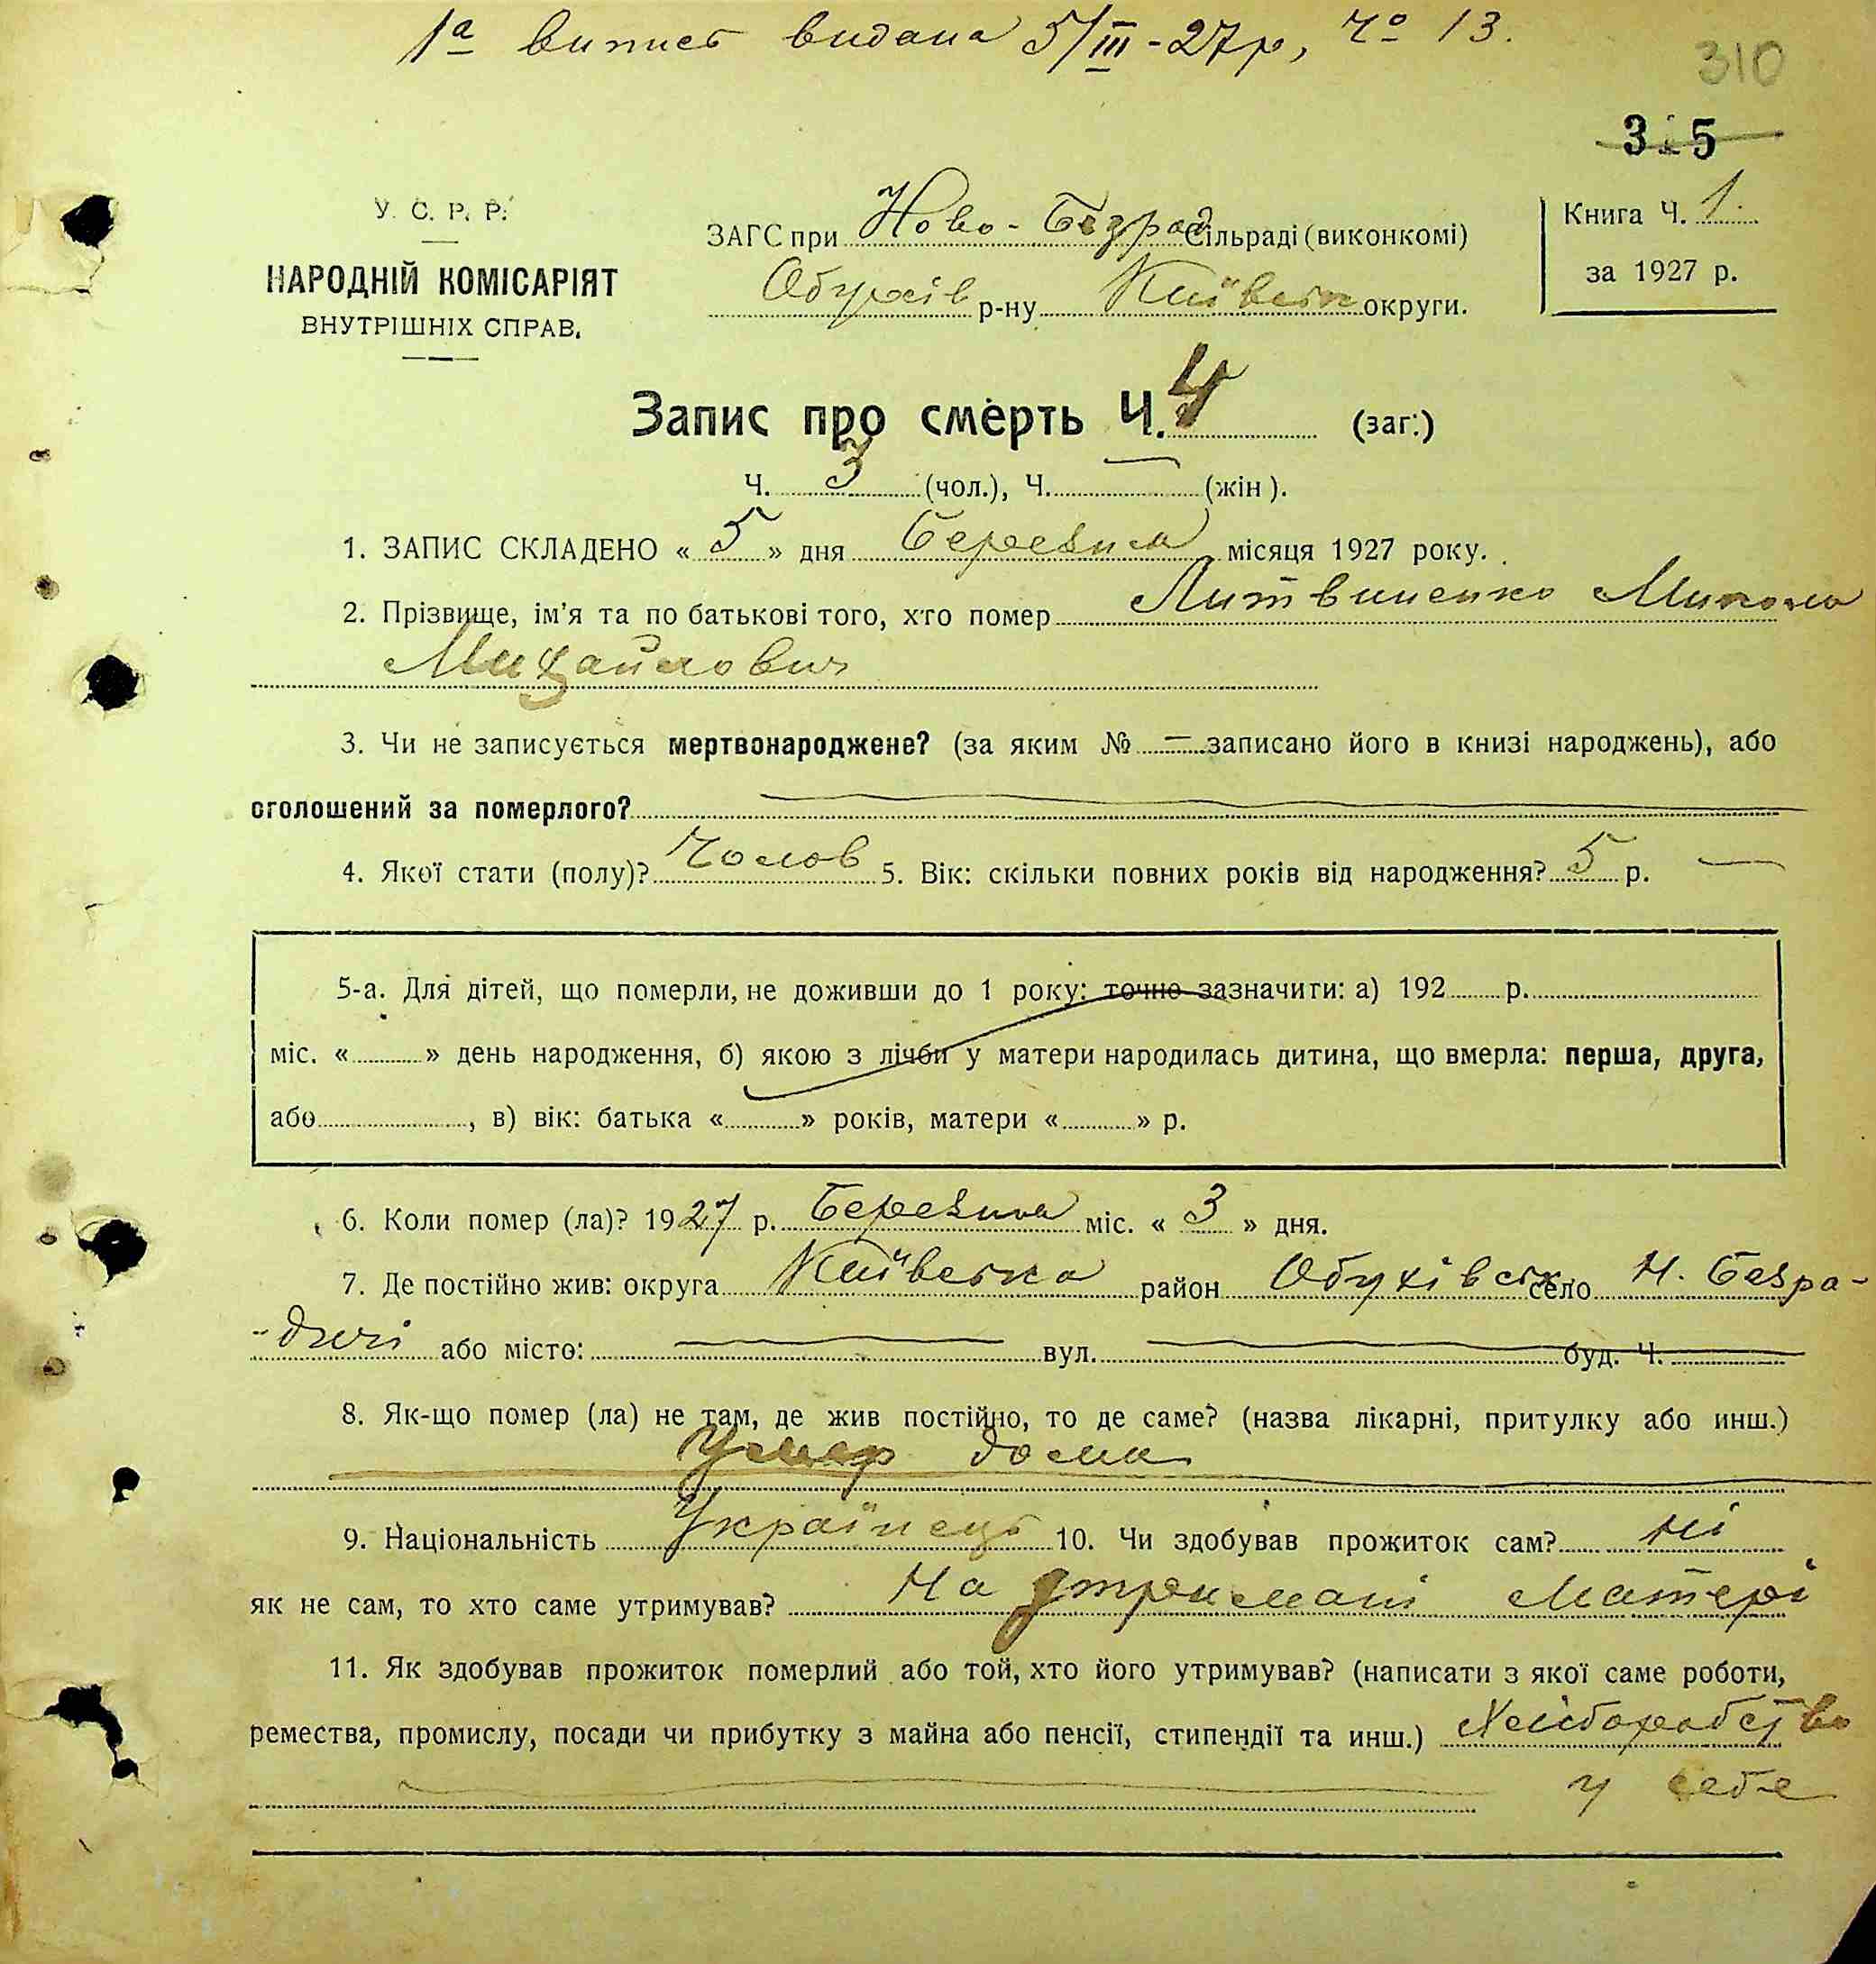 1а випись видана 5/III-27р, Чо 13.
310
315
У. С. Р. Р.
НАРОДНІЙ КОМІСАРІЯТ
ВНУТРІШНІХ СПРАВ.
ЗАГС при Ново-Безрад Сільраді (виконкомі)
Обухів р-ну Київськ округи.
Книга Ч. 1.
за 1927 р.
Запис про смерть Ч. 4 (заг.)
Ч. 3 (чол.), Ч. — (жін).
1. ЗАПИС СКЛАДЕНО « 5 » дня Березня місяця 1927 року.
2. Прізвище, ім'я та по батькові того, хто помер Литвиненко Микола
Михайлович
3. Чи не записується мертвонароджене? (за яким № — записано його в книзі народжень), або
оголошений за померлого?
4. Якої стати (полу)? Чолов 5. Вік: скільки повних років від народження? 5 р. —
5-а. Для дітей, що померли, не доживши до 1 року: точно зазначити: а) 192 р.
міс. « » день народження, б) якою з лічби у матери народилась дитина, що вмерла: перша, друга,
або , в) вік: батька « » років, матери « » р.
6. Коли помер (ла)? 1927 р. Березня міс. « 3 » дня.
7. Де постійно жив: округа Київська район Обухівськ село Н. Безра-
-дичі або місто: вул. буд. Ч.
8. Як-що помер (ла) не там, де жив постійно, то де саме? (назва лікарні, притулку або инш.)
Умер дома
9. Національність Українець 10. Чи здобував прожиток сам? Ні
як не сам, то хто саме утримував? На утримані Матері
11. Як здобував прожиток померлий або той, хто його утримував? (написати з якої саме роботи,
ремества, промислу, посади чи прибутку з майна або пенсії, стипендії та инш.) Хліборобство
у себе